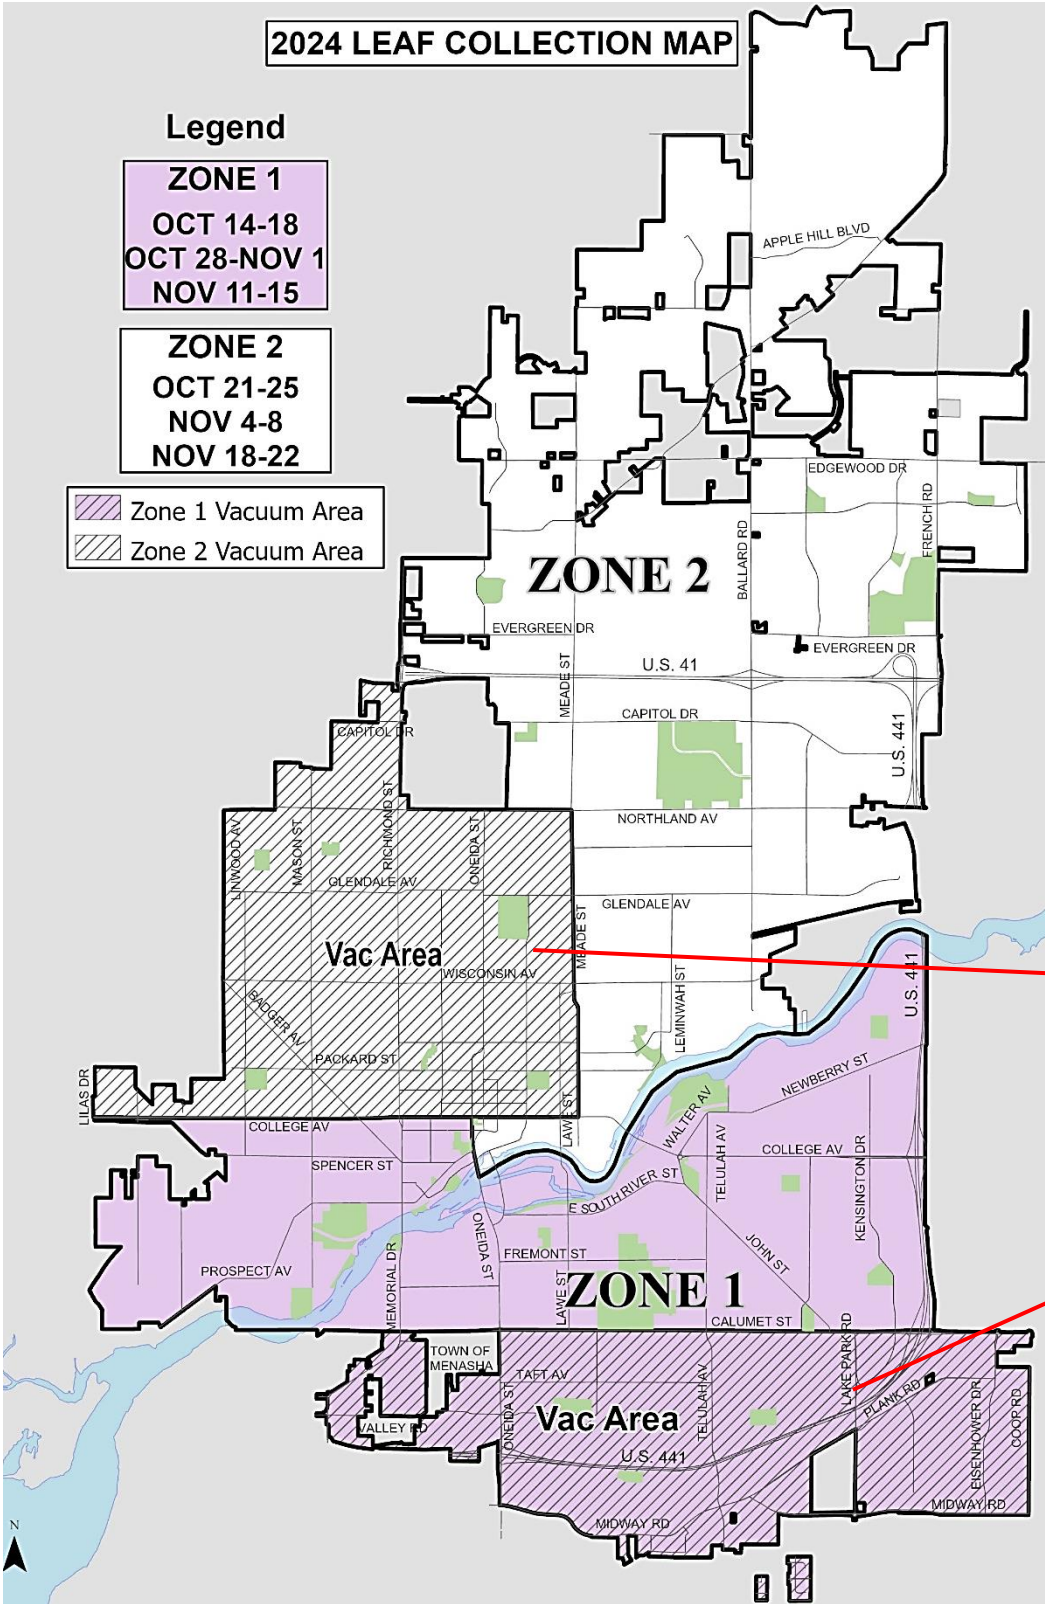 2024 LEAF COLLECTION MAP
Legend
ZONE 1
OCT 14-18
OCT 28-NOV 1
NOV 11-15
ZONE 2
OCT 21-25
NOV 4-8
NOV 18-22
Zone 1 Vacuum Area
Zone 2 Vacuum Area
APPLE HILL BLVD
EDGEWOOD DR
FRENCH RD
BALLARD RD
ZONE 2
EVERGREEN DR
EVERGREEN DR
U.S. 41
MEADE ST
CAPITOL DR
CAPITOL DR
U.S. 441
RICHMOND ST
NORTHLAND AV
LINWOOD AV
MASON ST
ONEIDA ST
GLENDALE AV
GLENDALE AV
MEADE ST
Vac Area
WISCONSIN AV
U.S. 441
LEMINWAH ST
BADGER AV
PACKARD ST
NEWBERRY ST
LILAS DR
LAWE ST
WALTER AV
TELULAH AV
COLLEGE AV
COLLEGE AV
KENSINGTON DR
SPENCER ST
E SOUTH RIVER ST
ONEIDA ST
JOHN ST
FREMONT ST
PROSPECT AV
MEMORIAL DR
LAWE ST
ZONE 1
CALUMET ST
LAKE PARK RD
TOWN OF
MENASHA
TAFT AV
PLANK RD
ONEIDA ST
Vac Area
TELULAH AV
VALLEY RD
U.S. 441
EISENHOWER DR
COOP RD
MIDWAY RD
MIDWAY RD
N